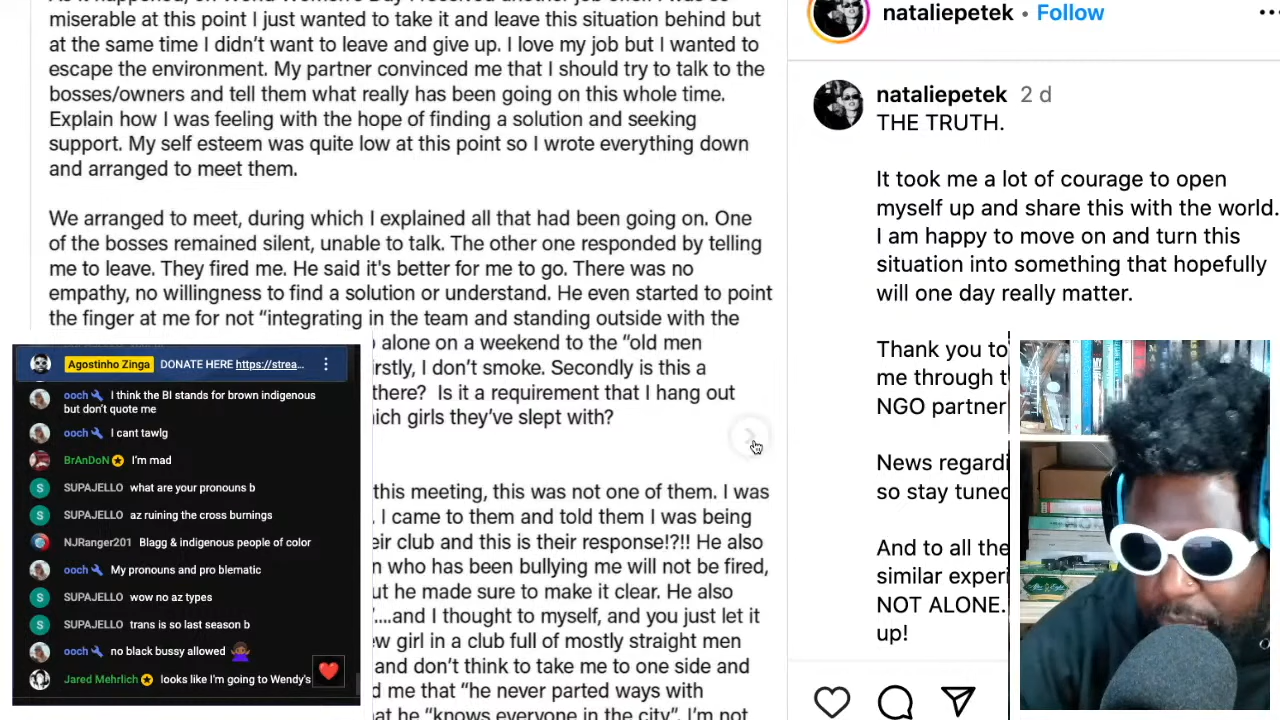 miserable at this point I just wanted to take it and leave this situation behind but
at the same time I didn’t want to leave and give up. I love my job but I wanted to
escape the environment. My partner convinced me that I should try to talk to the
bosses/owners and tell them what really has been going on this whole time.
Explain how I was feeling with the hope of finding a solution and seeking
support. My self esteem was quite low at this point so I wrote everything down
and arranged to meet them.
We arranged to meet, during which I explained all that had been going on. One
of the bosses remained silent, unable to talk. The other one responded by telling
me to leave. They fired me. He said it's better for me to go. There was no
empathy, no willingness to find a solution or understand. He even started to point
the finger at me for not “integrating in the team and standing outside with the
alone on a weekend to the “old men
rstly, I don’t smoke. Secondly is this a
there? Is it a requirement that I hang out
ich girls they’ve slept with?
this meeting, this was not one of them. I was
. I came to them and told them I was being
eir club and this is their response!?!! He also
n who has been bullying me will not be fired,
ut he made sure to make it clear. He also
”....and I thought to myself, and you just let it
ew girl in a club full of mostly straight men
and don’t think to take me to one side and
d me that “he never parted ways with
at he “knows everyone in the city”. I’m not
nataliepetek • Follow
nataliepetek 2 d
THE TRUTH.
It took me a lot of courage to open
myself up and share this with the world.
I am happy to move on and turn this
situation into something that hopefully
will one day really matter.
Thank you to
me through t
NGO partner
News regardi
so stay tuned
And to all the
similar experi
NOT ALONE.
up!
Agostinho Zinga DONATE HERE https://strea...
ooch I think the BI stands for brown indigenous
but don’t quote me
ooch I cant tawlg
BrAnDoN I’m mad
SUPAJELLO what are your pronouns b
SUPAJELLO az ruining the cross burnings
NJRanger201 Blagg & indigenous people of color
ooch My pronouns and pro blematic
SUPAJELLO wow no az types
SUPAJELLO trans is so last season b
ooch no black bussy allowed
Jared Mehrlich looks like I’m going to Wendy’s